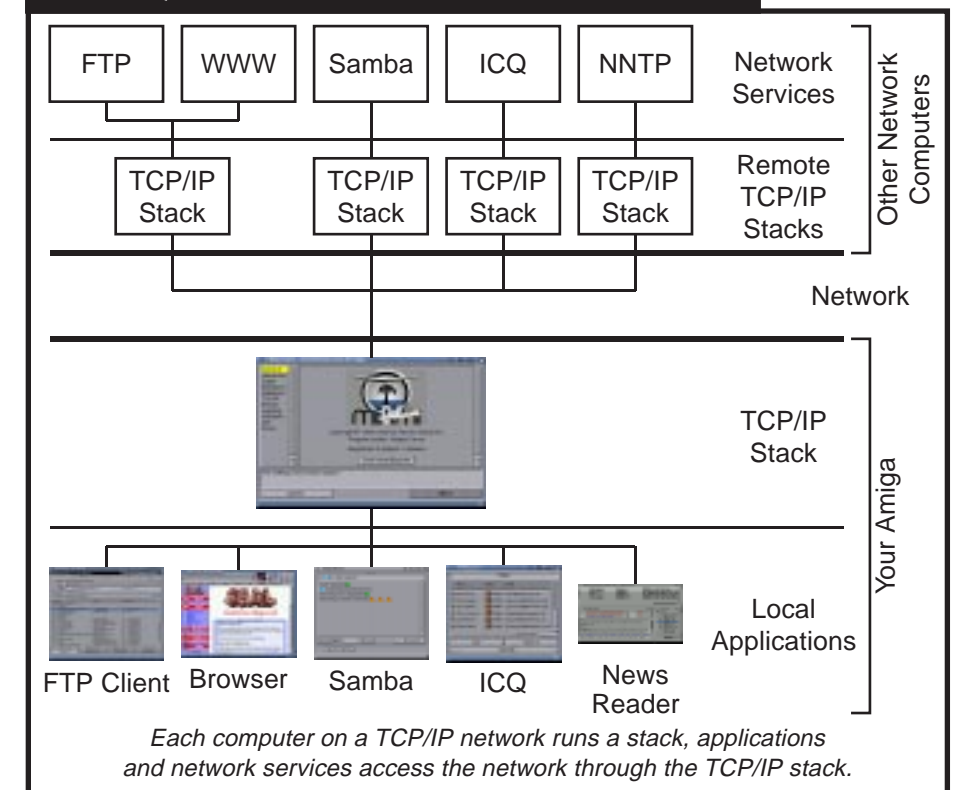 FTP
WWW
Samba
ICQ
NNTP
Network
Services
TCP/IP
Stack
TCP/IP
Stack
TCP/IP
Stack
TCP/IP
Stack
Remote
TCP/IP
Stacks
Other Network
Computers
Network
TCP/IP
Stack
Your Amiga
Local
Applications
FTP Client
Browser
Samba
ICQ
News
Reader
Each computer on a TCP/IP network runs a stack, applications
and network services access the network through the TCP/IP stack.